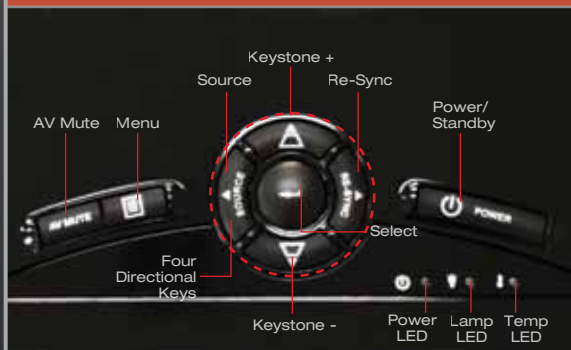 Keystone +
Source
Re-Sync
Power/
Standby
AV Mute
Menu
AV MUTE
SOURCE
RE-SYNC
POWER
Select
Four
Directional
Keys
Keystone -
Power
LED
Lamp
LED
Temp
LED